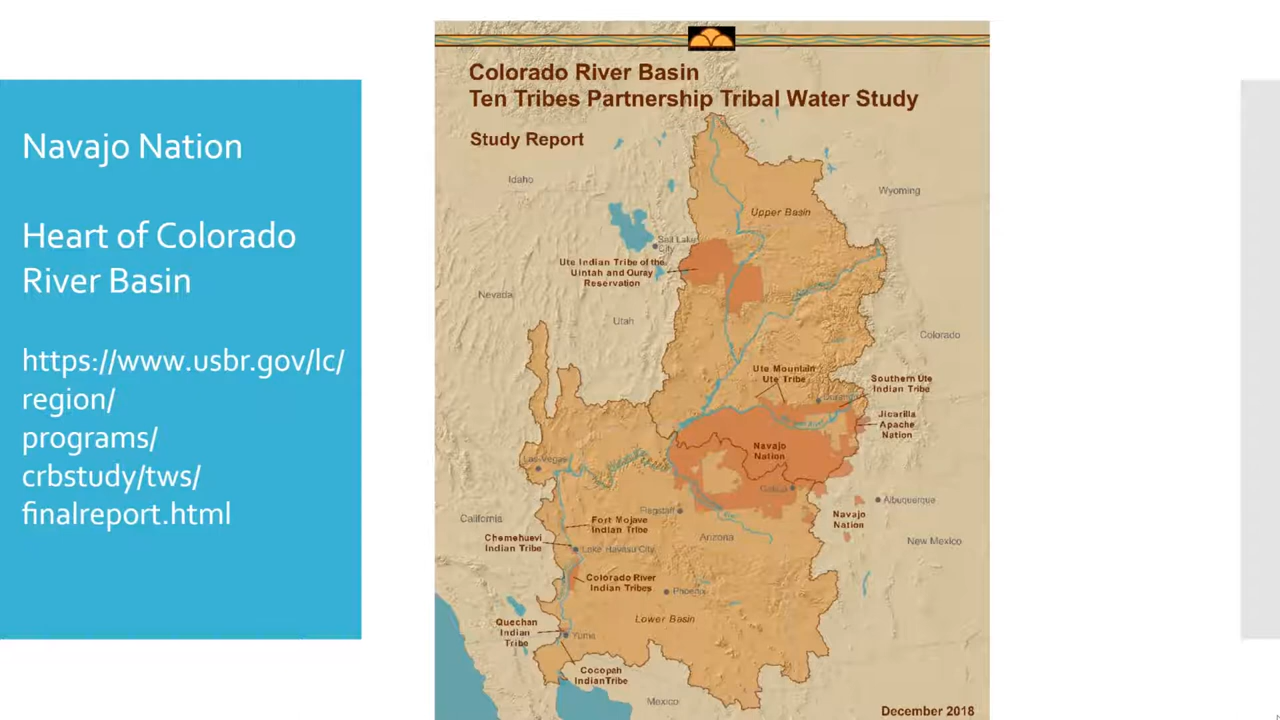 Navajo Nation
Heart of Colorado
River Basin
https://www.usbr.gov/lc/
region/
programs/
crbstudy/tws/
finalreport.html
Colorado River Basin
Ten Tribes Partnership Tribal Water Study
Study Report
Idaho
Wyoming
Upper Basin
Salt Lake
City
Ute Indian Tribe of the
Uintah and Ouray
Reservation
Nevada
Utah
Colorado
Ute Mountain
Ute Tribe
Southern Ute
Indian Tribe
Durango
Jicarilla
Apache
Nation
Navajo
Nation
Las Vegas
Gallup
Albuquerque
Flagstaff
California
Fort Mojave
Indian Tribe
Navajo
Nation
Chemehuevi
Indian Tribe
Arizona
New Mexico
Lake Havasu City
Colorado River
Indian Tribes
Phoenix
Lower Basin
Quechan
Indian
Tribe
Yuma
Cocopah
IndianTribe
Mexico
December 2018